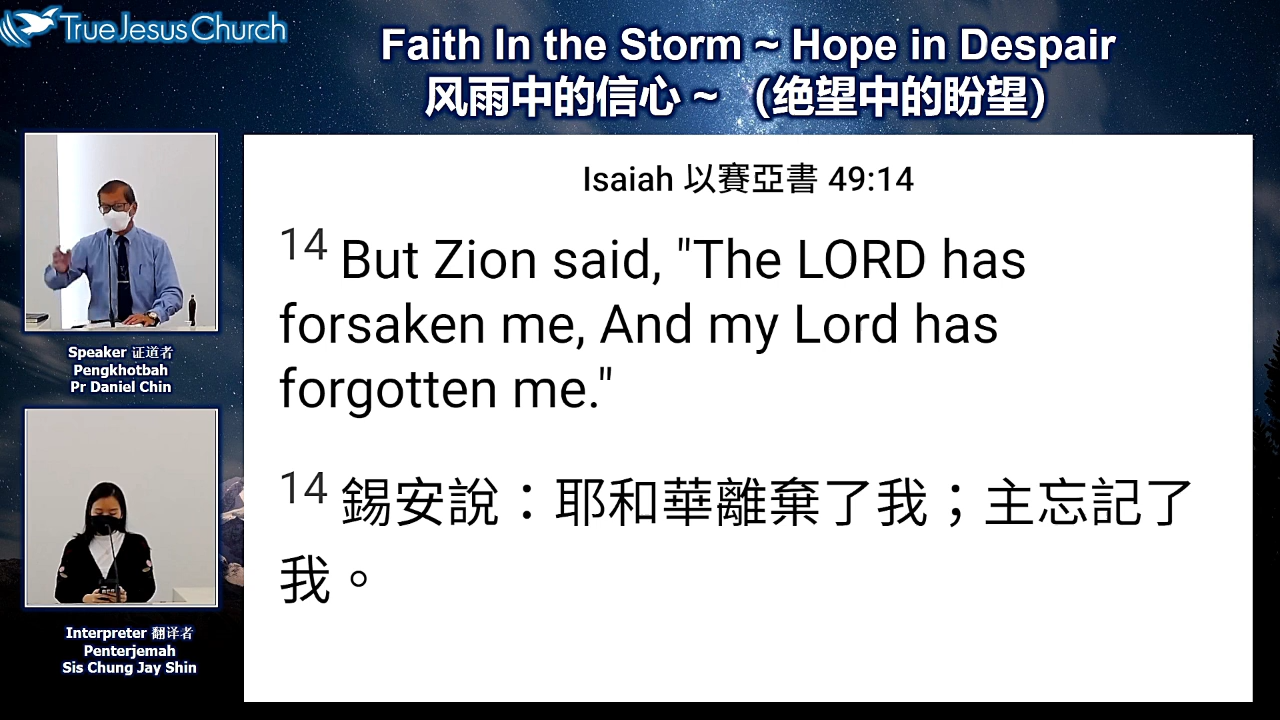 True Jesus Church
Faith In the Storm ~ Hope in Despair
风雨中的信心 ~ （绝望中的盼望）
Speaker 证道者
Pengkhotbah
Pr Daniel Chin
Interpreter 翻译者
Penterjemah
Sis Chung Jay Shin
Isaiah 以賽亞書 49:14
14 But Zion said, "The LORD has
forsaken me, And my Lord has
forgotten me."
14 錫安說：耶和華離棄了我；主忘記了
我。